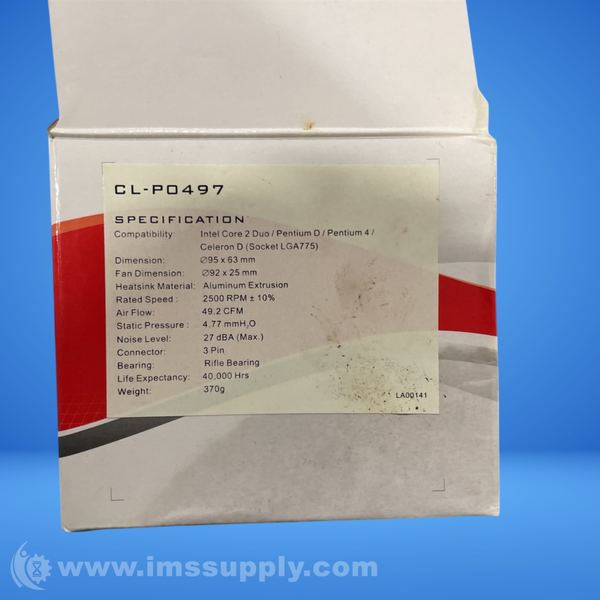 CL-P0497
SPECIFICATION
Compatibility: Intel Core 2 Duo / Pentium D / Pentium 4 /
Celeron D (Socket LGA775)
Dimension: Ø95 x 63 mm
Fan Dimension: Ø92 x 25 mm
Heatsink Material: Aluminum Extrusion
Rated Speed : 2500 RPM ± 10%
Air Flow: 49.2 CFM
Static Pressure : 4.77 mmH₂O
Noise Level: 27 dBA (Max.)
Connector: 3 Pin
Bearing: Rifle Bearing
Life Expectancy: 40,000 Hrs
Weight: 370g
LA00141
www.imssupply.com